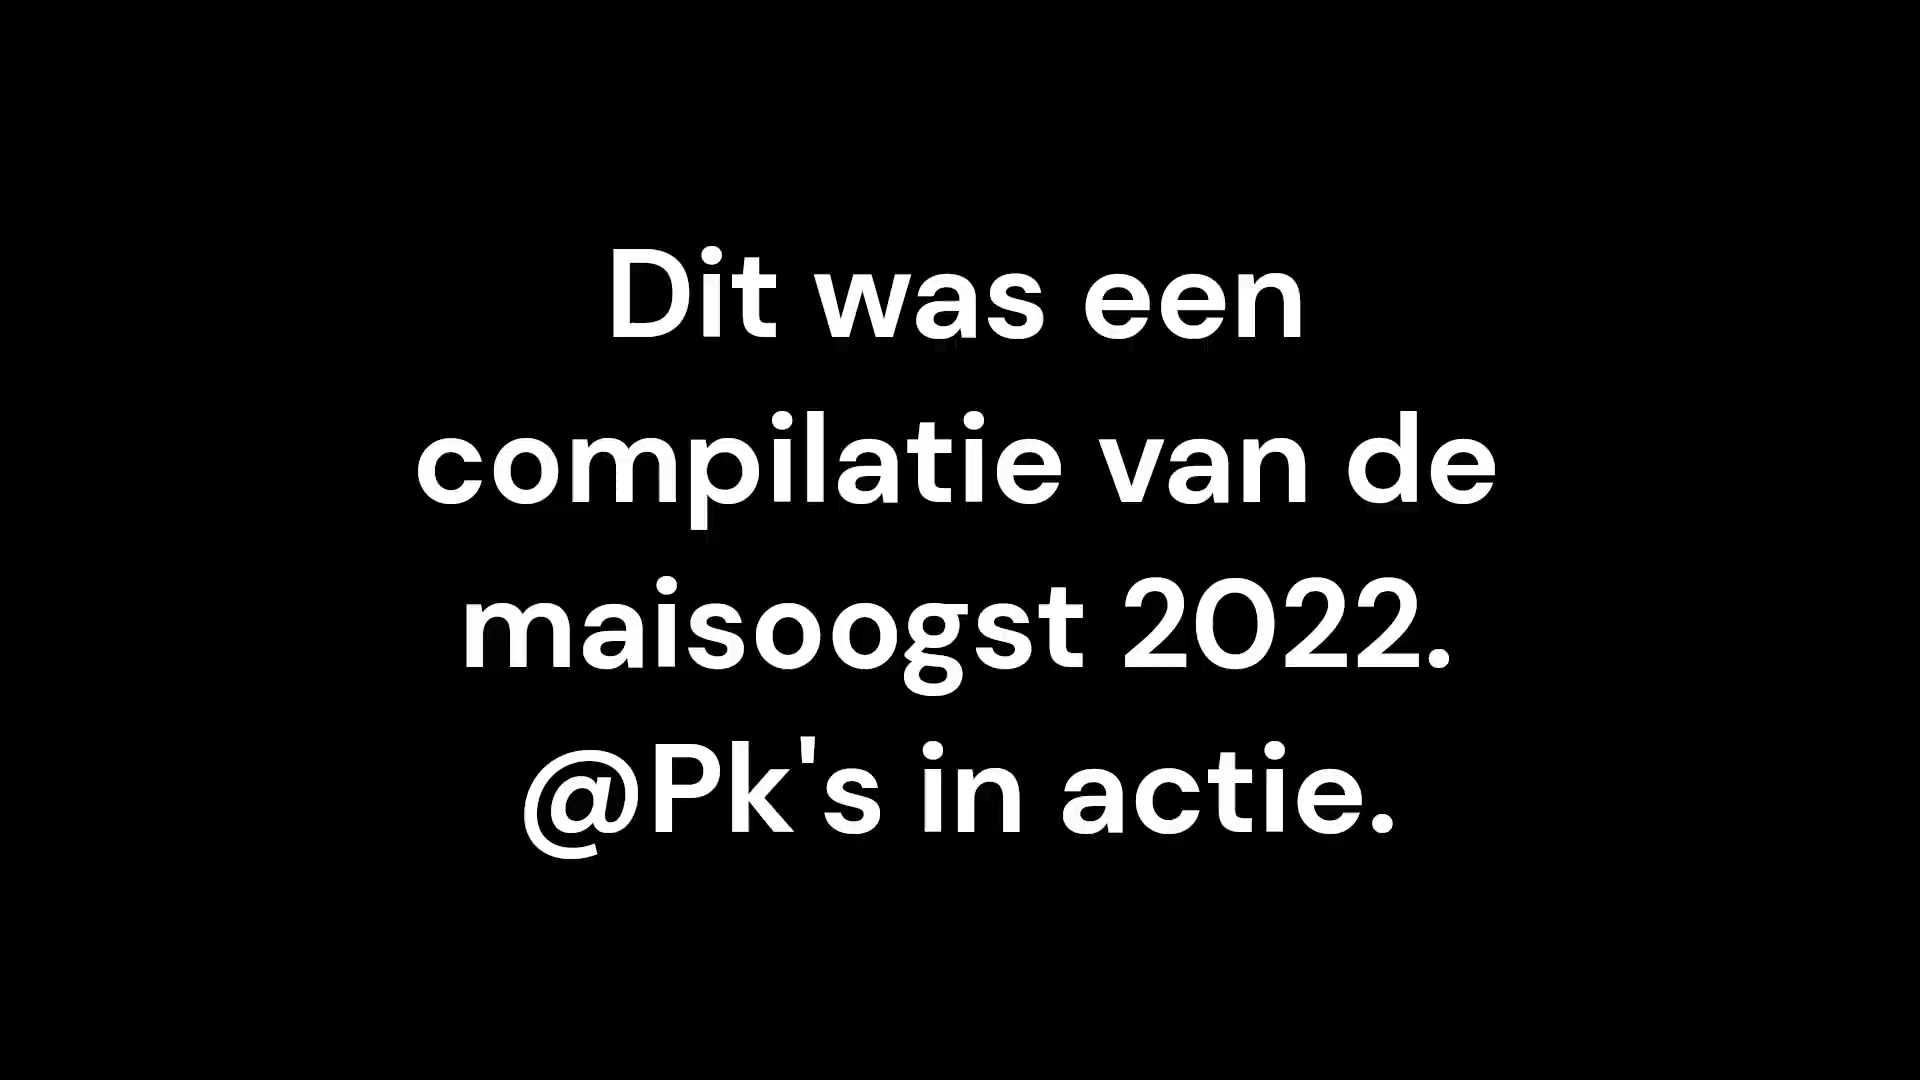 Dit was een
compilatie van de
maisoogst 2022.
@Pk's in actie.